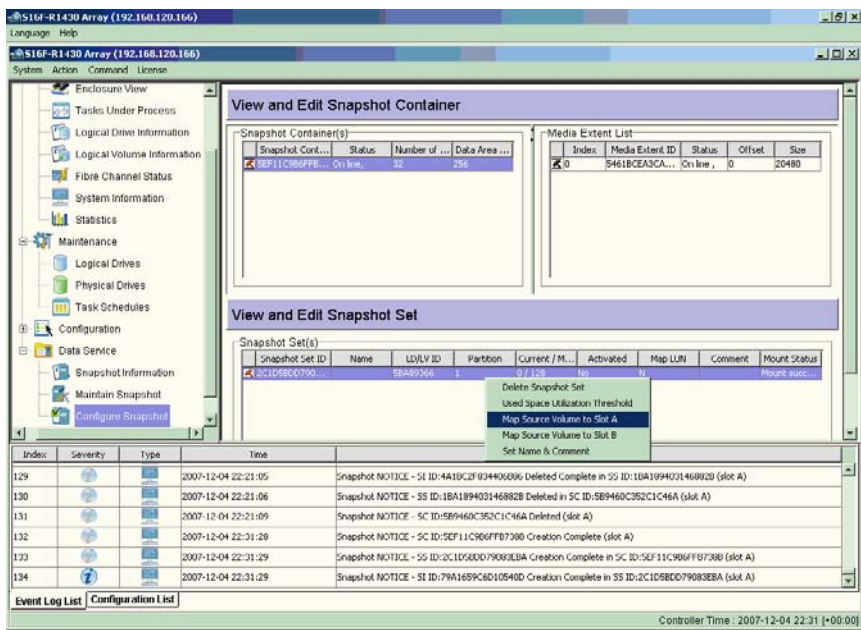 S16F-R1430 Array (192.168.120.166)
Language Help
S16F-R1430 Array (192.168.120.166)
System Action Command License
Enclosure View
Tasks Under Process
Logical Drive Information
Logical Volume Information
Fibre Channel Status
System Information
Statistics
Maintenance
Logical Drives
Physical Drives
Task Schedules
Configuration
Data Service
Snapshot Information
Maintain Snapshot
Configure Snapshot
View and Edit Snapshot Container
Snapshot Container(s)
Snapshot Cont... Status Number of ... Data Area ...
5EF11C9B6FFB... On line, 32 256
Media Extent List
Index Media Extent ID Status Offset Size
0 5461BCEA3CA... On line , 0 20480
View and Edit Snapshot Set
Snapshot Set(s)
Snapshot Set ID Name LD/LV ID Partition Current / M... Activated Map LUN Comment Mount Status
2C1D5BDD790... 5BA89366 1 0 / 128 No N Mount succ...
Delete Snapshot Set
Used Space Utilization Threshold
Map Source Volume to Slot A
Map Source Volume to Slot B
Set Name & Comment
Index Severity Type Time
129 2007-12-04 22:21:05 Snapshot NOTICE - SI ID:4A1BC2F834406B86 Deleted Complete in SS ID:1BA189403146882B (slot A)
130 2007-12-04 22:21:06 Snapshot NOTICE - SS ID:1BA189403146882B Deleted in SC ID:5B9460C352C1C46A (slot A)
131 2007-12-04 22:21:09 Snapshot NOTICE - SC ID:5B9460C352C1C46A Deleted (slot A)
132 2007-12-04 22:31:28 Snapshot NOTICE - SC ID:5EF11C9B6FFB73BB Creation Complete (slot A)
133 2007-12-04 22:31:29 Snapshot NOTICE - SS ID:2C1D5BDD79083EBA Creation Complete in SC ID:5EF11C9B6FFB73BB (slot A)
134 2007-12-04 22:31:29 Snapshot NOTICE - SI ID:79A1659C6D10540D Creation Complete in SS ID:2C1D5BDD79083EBA (slot A)
Event Log List Configuration List
Controller Time : 2007-12-04 22:31 [+00:00]